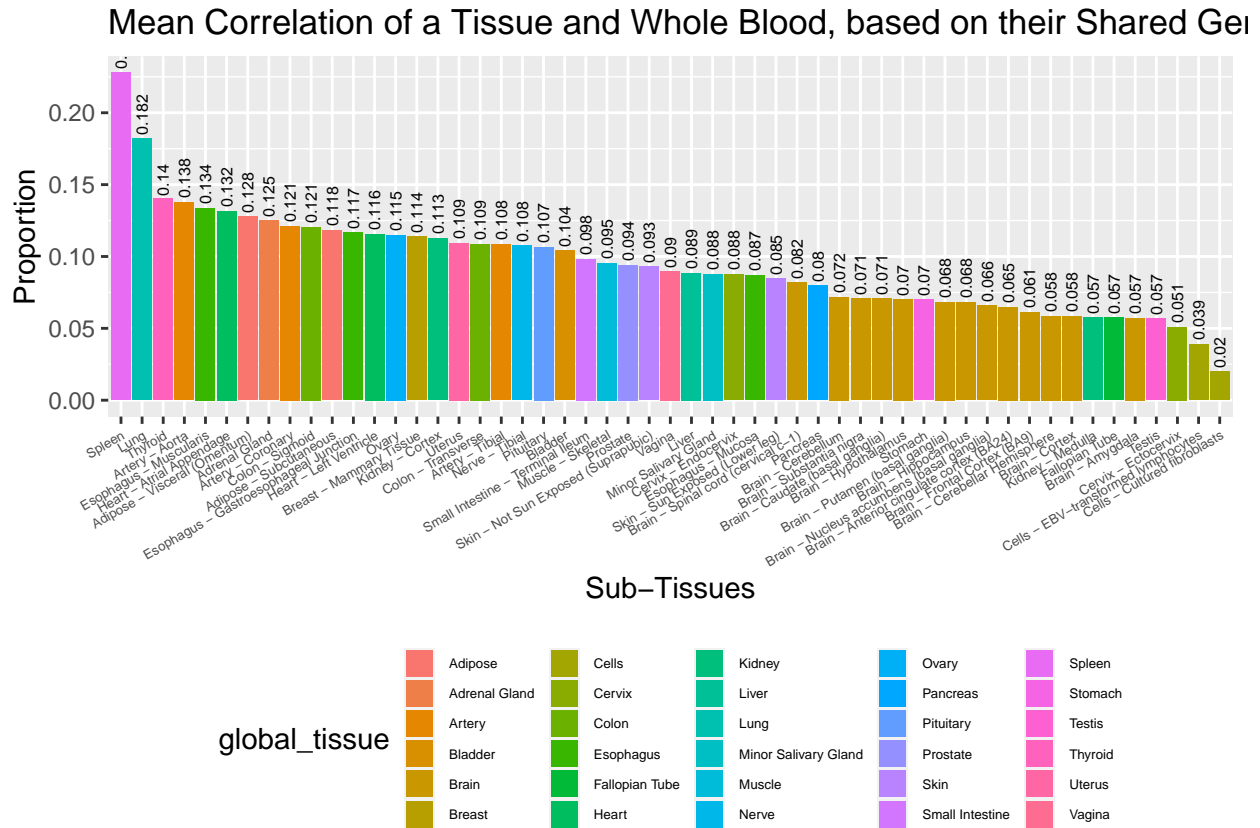 Mean Correlation of a Tissue and Whole Blood, based on their Shared Ge
Proportion
0.20
0.15
0.10
0.05
0.00
0.
0.182
0.14
0.138
0.134
0.132
0.128
0.125
0.121
0.121
0.118
0.117
0.116
0.115
0.114
0.113
0.109
0.109
0.108
0.108
0.107
0.104
0.098
0.095
0.094
0.093
0.09
0.089
0.088
0.088
0.087
0.085
0.082
0.08
0.072
0.071
0.071
0.07
0.07
0.068
0.068
0.066
0.065
0.061
0.058
0.058
0.057
0.057
0.057
0.057
0.051
0.039
0.02
Spleen
Lung
Thyroid
Artery – Aorta
Esophagus – Muscularis
Heart – Atrial Appendage
Adipose – Visceral (Omentum)
Adrenal Gland
Artery – Coronary
Colon – Sigmoid
Adipose – Subcutaneous
Esophagus – Gastroesophageal Junction
Heart – Left Ventricle
Ovary
Breast – Mammary Tissue
Kidney – Cortex
Uterus
Colon – Transverse
Artery – Tibial
Nerve – Tibial
Pituitary
Bladder
Small Intestine – Terminal Ileum
Muscle – Skeletal
Prostate
Skin – Not Sun Exposed (Suprapubic)
Vagina
Liver
Minor Salivary Gland
Cervix – Endocervix
Esophagus – Mucosa
Skin – Sun Exposed (Lower leg)
Brain – Spinal cord (cervical c–1)
Pancreas
Brain – Cerebellum
Brain – Substantia nigra
Brain – Caudate (basal ganglia)
Brain – Hypothalamus
Stomach
Brain – Putamen (basal ganglia)
Brain – Hippocampus
Brain – Nucleus accumbens (basal ganglia)
Brain – Anterior cingulate cortex (BA24)
Brain – Frontal Cortex (BA9)
Brain – Cerebellar Hemisphere
Brain – Cortex
Kidney – Medulla
Fallopian Tube
Brain – Amygdala
Testis
Cervix – Ectocervix
Cells – EBV–transformed lymphocytes
Cells – Cultured fibroblasts
Sub–Tissues
global_tissue
Adipose
Adrenal Gland
Artery
Bladder
Brain
Breast
Cells
Cervix
Colon
Esophagus
Fallopian Tube
Heart
Kidney
Liver
Lung
Minor Salivary Gland
Muscle
Nerve
Ovary
Pancreas
Pituitary
Prostate
Skin
Small Intestine
Spleen
Stomach
Testis
Thyroid
Uterus
Vagina